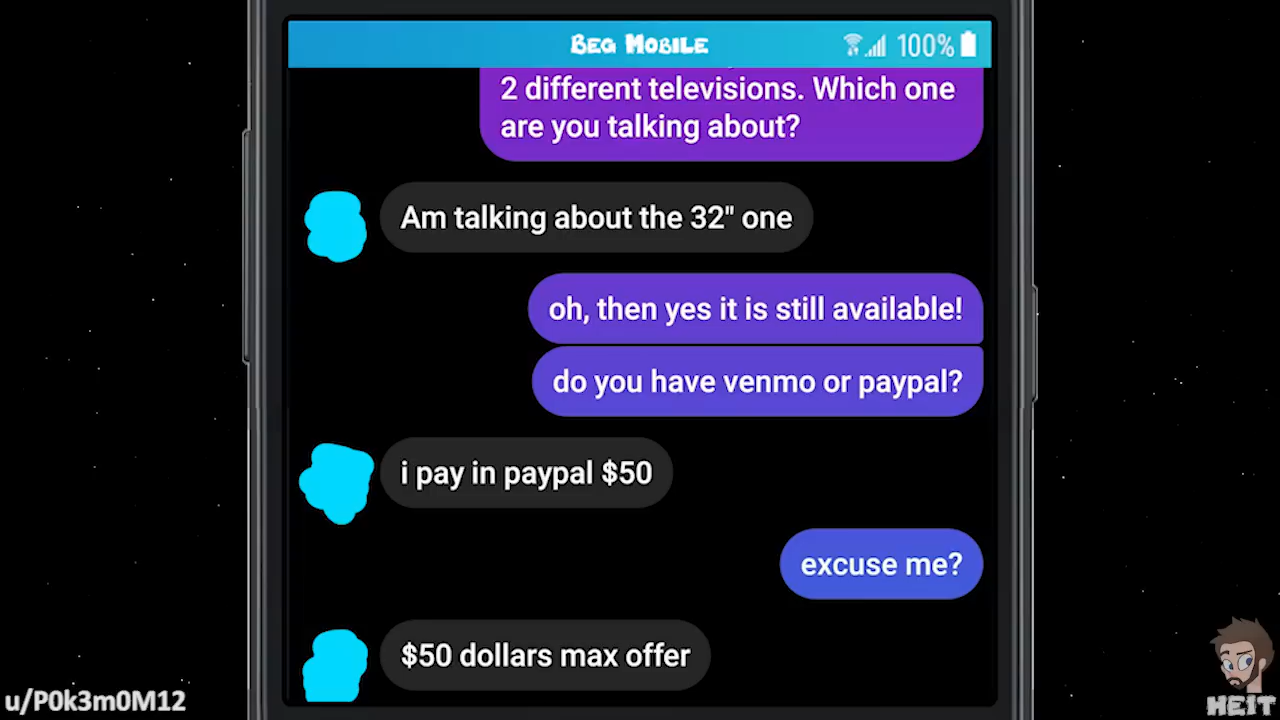 Beg Mobile
100%
2 different televisions. Which one
are you talking about?
Am talking about the 32" one
oh, then yes it is still available!
do you have venmo or paypal?
i pay in paypal $50
excuse me?
$50 dollars max offer
u/P0k3m0M12
HEIT